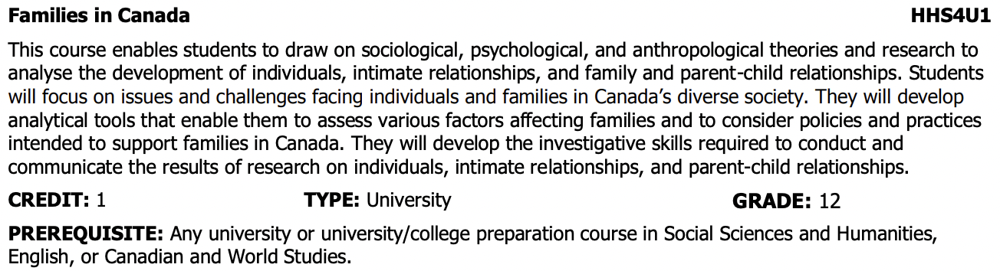 Families in Canada HHS4U1
This course enables students to draw on sociological, psychological, and anthropological theories and research to
analyse the development of individuals, intimate relationships, and family and parent-child relationships. Students
will focus on issues and challenges facing individuals and families in Canada’s diverse society. They will develop
analytical tools that enable them to assess various factors affecting families and to consider policies and practices
intended to support families in Canada. They will develop the investigative skills required to conduct and
communicate the results of research on individuals, intimate relationships, and parent-child relationships.
CREDIT: 1 TYPE: University GRADE: 12
PREREQUISITE: Any university or university/college preparation course in Social Sciences and Humanities,
English, or Canadian and World Studies.